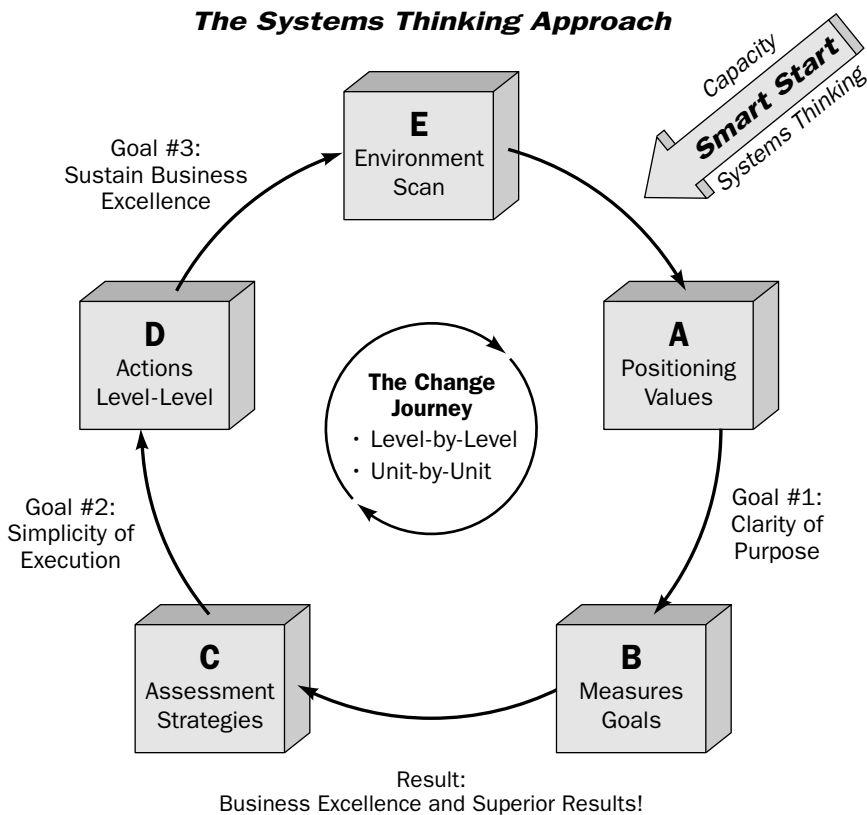 The Systems Thinking Approach
Capacity
Smart Start
Systems Thinking
E
Environment
Scan
Goal #3:
Sustain Business
Excellence
D
Actions
Level-Level
A
Positioning
Values
The Change
Journey
· Level-by-Level
· Unit-by-Unit
Goal #2:
Simplicity of
Execution
Goal #1:
Clarity of
Purpose
C
Assessment
Strategies
B
Measures
Goals
Result:
Business Excellence and Superior Results!